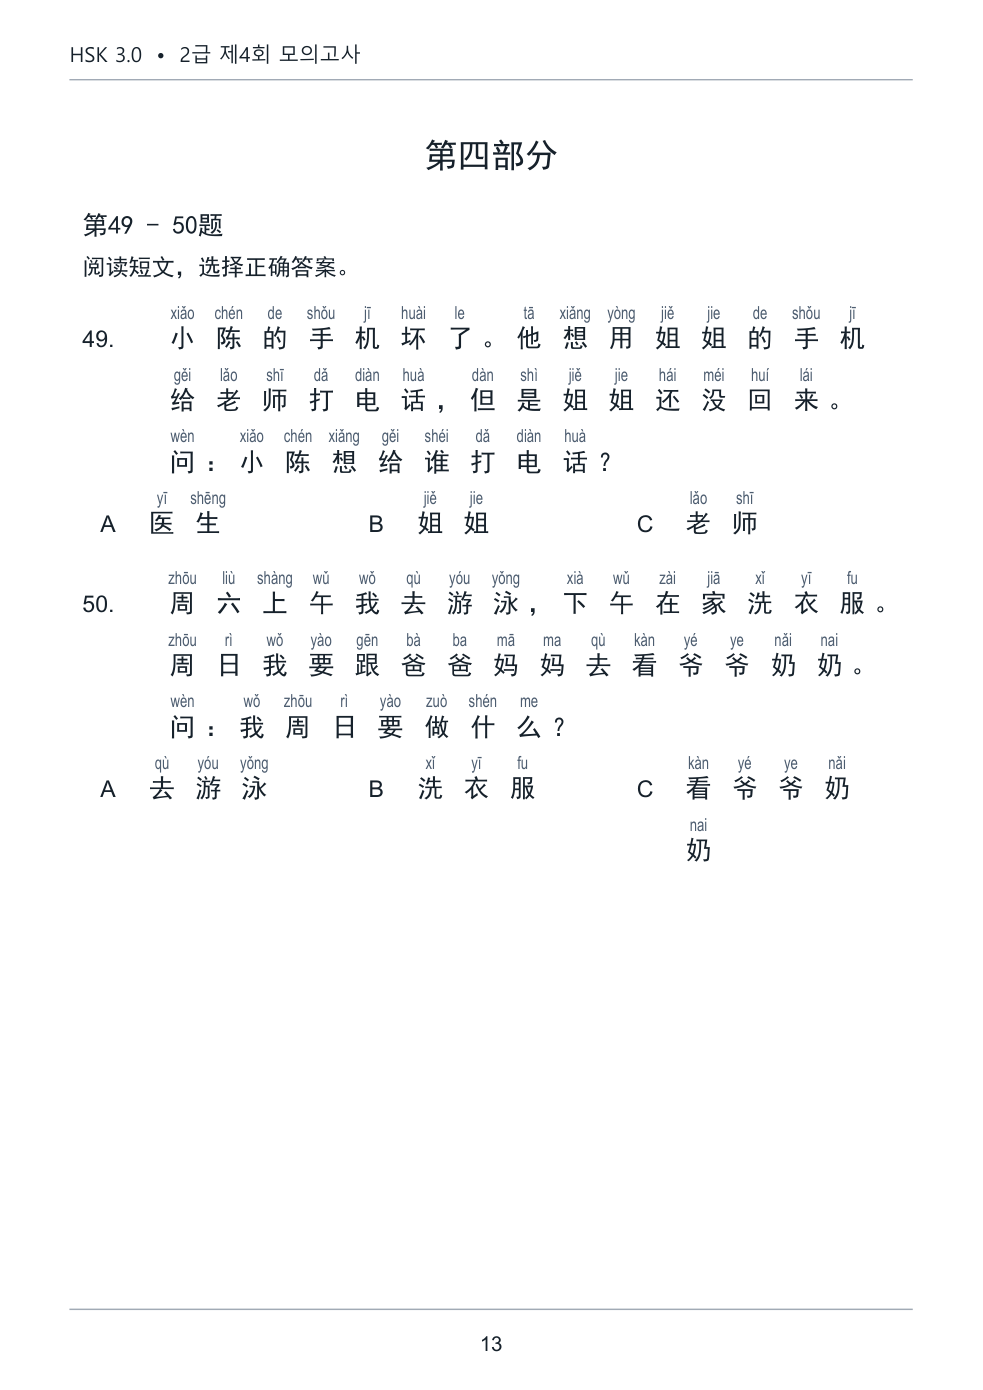 HSK 3.0 • 2급 제4회 모의고사
第四部分
第49 – 50题
阅读短文，选择正确答案。
xiǎo chén de shǒu jī huài le tā xiǎng yòng jiě jie de shǒu jī
49. 小陈的手机坏了。他想用姐姐的手机
gěi lǎo shī dǎ diàn huà dàn shì jiě jie hái méi huí lái
给老师打电话，但是姐姐还没回来。
wèn xiǎo chén xiǎng gěi shéi dǎ diàn huà
问：小陈想给谁打电话？
yī shēng jiě jie lǎo shī
A 医生 B 姐姐 C 老师
zhōu liù shàng wǔ wǒ qù yóu yǒng xià wǔ zài jiā xǐ yī fu
50. 周六上午我去游泳，下午在家洗衣服。
zhōu rì wǒ yào gēn bà ba mā ma qù kàn yé ye nǎi nai
周日我要跟爸爸妈妈去看爷爷奶奶。
wèn wǒ zhōu rì yào zuò shén me
问：我周日要做什么？
qù yóu yǒng xǐ yī fu kàn yé ye nǎi
A 去游泳 B 洗衣服 C 看爷爷奶
nai
奶
13